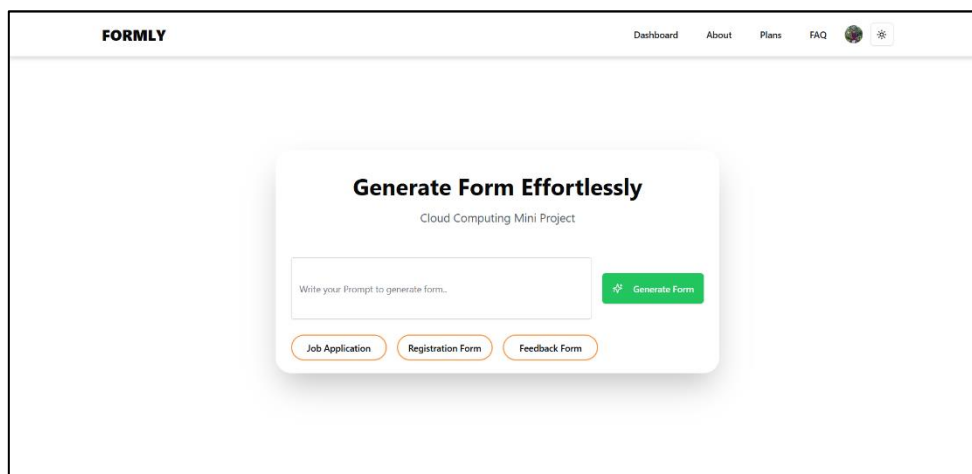 FORMLY
Dashboard About Plans FAQ
Generate Form Effortlessly
Cloud Computing Mini Project
Write your Prompt to generate form..
Generate Form
Job Application Registration Form Feedback Form